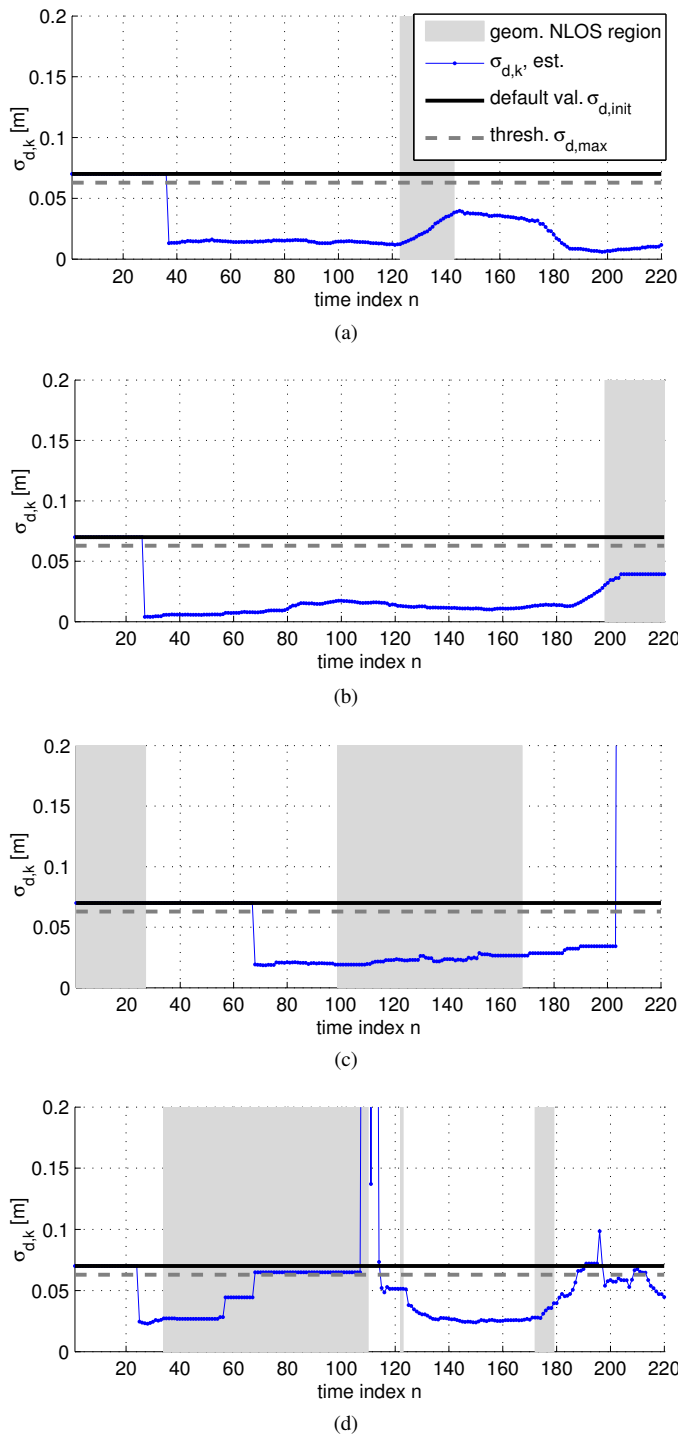 0.2
0.15
0.1
0.05
0
σd,k [m]
geom. NLOS region
σd,k, est.
default val. σd,init
thresh. σd,max
20 40 60 80 100 120 140 160 180 200 220
time index n
(a)
0.2
0.15
0.1
0.05
0
σd,k [m]
20 40 60 80 100 120 140 160 180 200 220
time index n
(b)
0.2
0.15
0.1
0.05
0
σd,k [m]
20 40 60 80 100 120 140 160 180 200 220
time index n
(c)
0.2
0.15
0.1
0.05
0
σd,k [m]
20 40 60 80 100 120 140 160 180 200 220
time index n
(d)